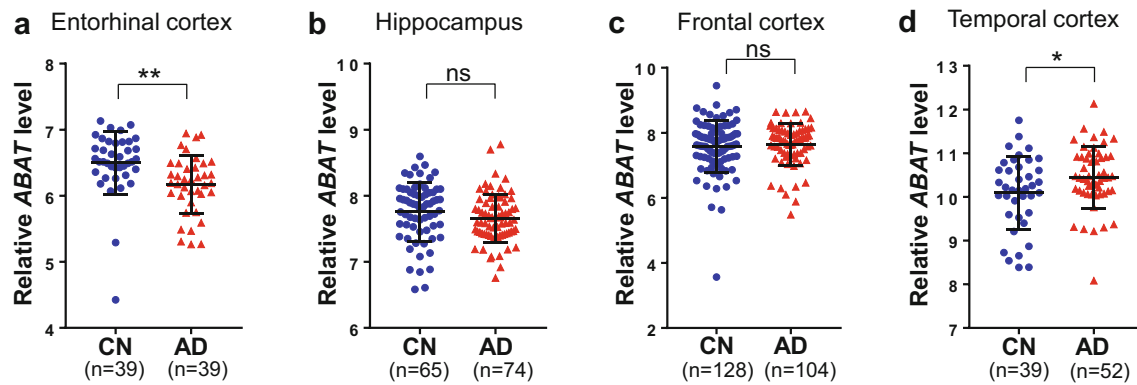 a Entorhinal cortex
Relative ABAT level
8
7
6
5
4
**
CN AD
(n=39) (n=39)
b Hippocampus
Relative ABAT level
10
9
8
7
6
ns
CN AD
(n=65) (n=74)
c Frontal cortex
Relative ABAT level
10
8
6
4
2
ns
CN AD
(n=128) (n=104)
d Temporal cortex
Relative ABAT level
13
12
11
10
9
8
7
*
CN AD
(n=39) (n=52)